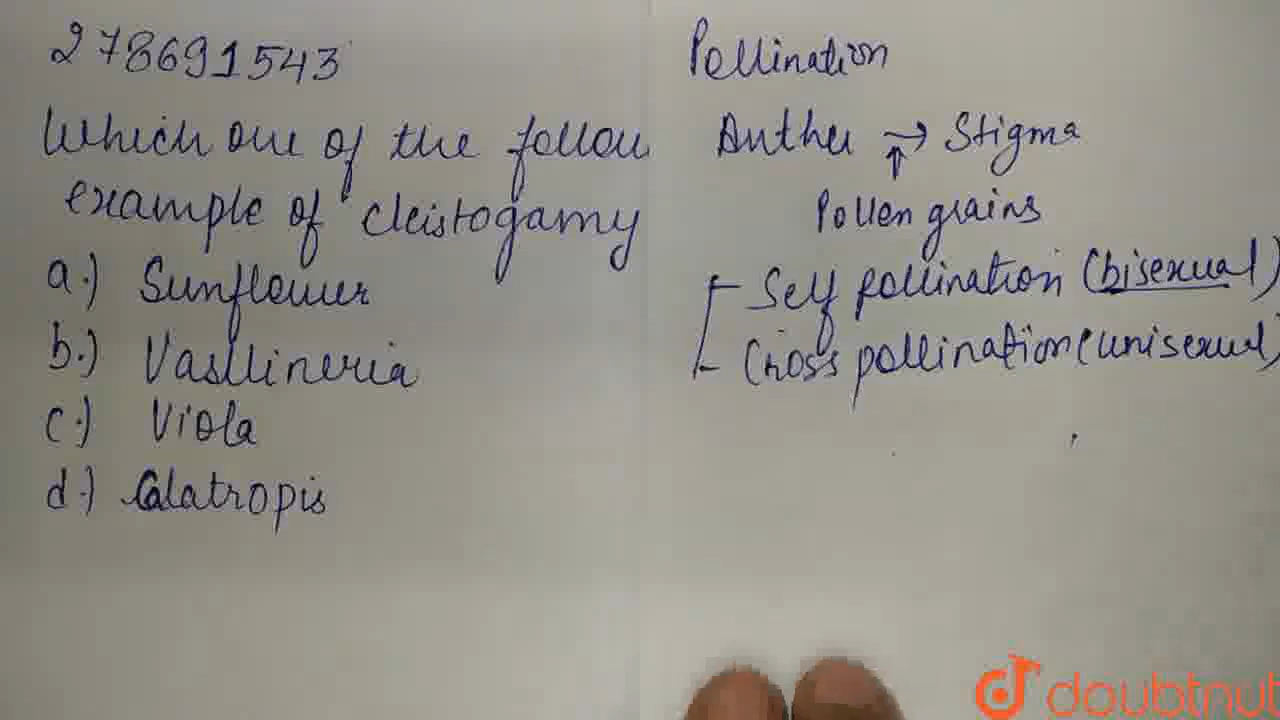 278691543
Which one of the follow
example of cleistogamy
a.) Sunflower
b.) Vasllineria
c.) Viola
d.) Calatropis
Pollination
Anther → Stigma
↑
Pollen grains
Self pollination (bisexual)
Cross pollination (unisexual)
doubtnut